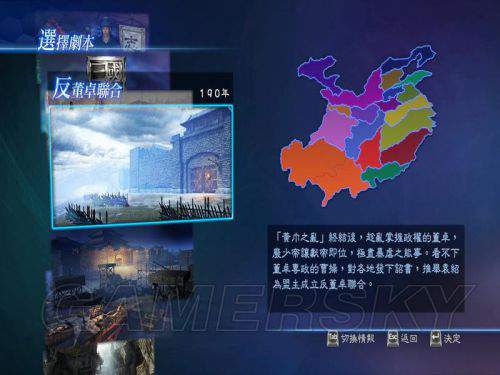 選擇劇本
三國
反董卓聯合
190年
「黃巾之亂」終結後，趁亂掌握政權的董卓，
廢少帝讓獻帝即位，極盡暴虐之能事。看不下
董卓專政的曹操，對各地發下詔書，推舉袁紹
為盟主成立反董卓聯合。
GAMERSKY
Tab 切換情報 Esc 返回 決定